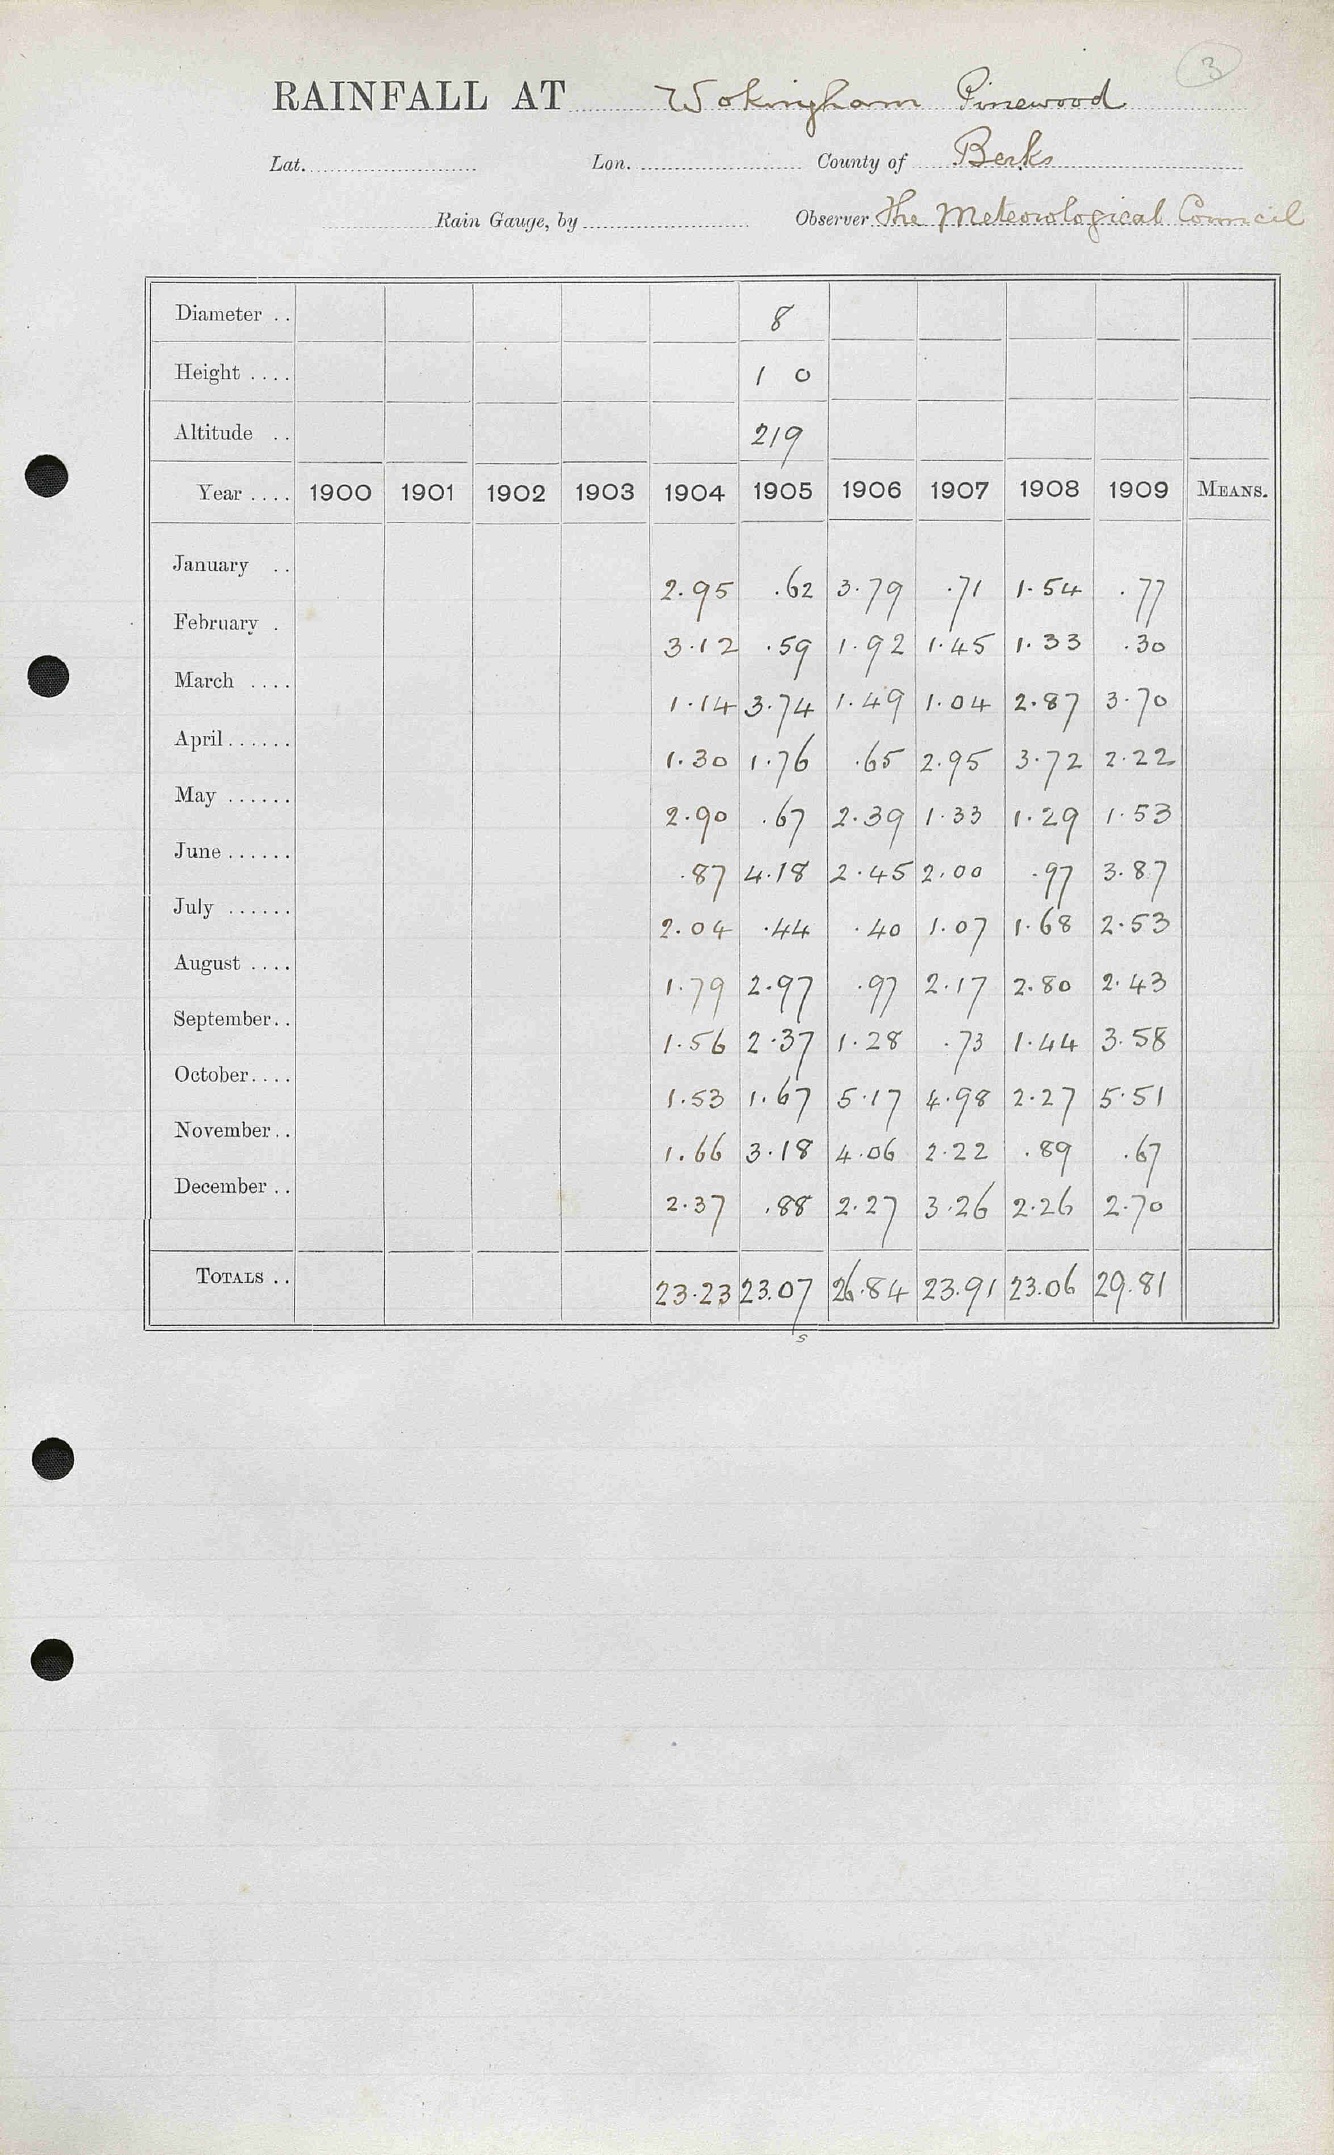 3
RAINFALL AT Wokingham Pinewood
Lat. Lon. County of Berks
Rain Gauge, by Observer The Meteorological Council
Diameter .. 8
Height .... 1 0
Altitude .. 219
Year .... 1900 1901 1902 1903 1904 1905 1906 1907 1908 1909 MEANS.
January .. 2.95 .62 3.79 .71 1.54 .77
February . 3.12 .59 1.92 1.45 1.33 .30
March .... 1.14 3.74 1.49 1.04 2.87 3.70
April...... 1.30 1.76 .65 2.95 3.72 2.22
May ...... 2.90 .67 2.39 1.33 1.29 1.53
June...... .87 4.18 2.45 2.00 .97 3.87
July ...... 2.04 .44 .40 1.07 1.68 2.53
August .... 1.79 2.97 .97 2.17 2.80 2.43
September.. 1.56 2.37 1.28 .73 1.44 3.58
October.... 1.53 1.67 5.17 4.98 2.27 5.51
November.. 1.66 3.18 4.06 2.22 .89 .67
December .. 2.37 .88 2.27 3.26 2.26 2.70
TOTALS .. 23.23 23.07 26.84 23.91 23.06 29.81
s